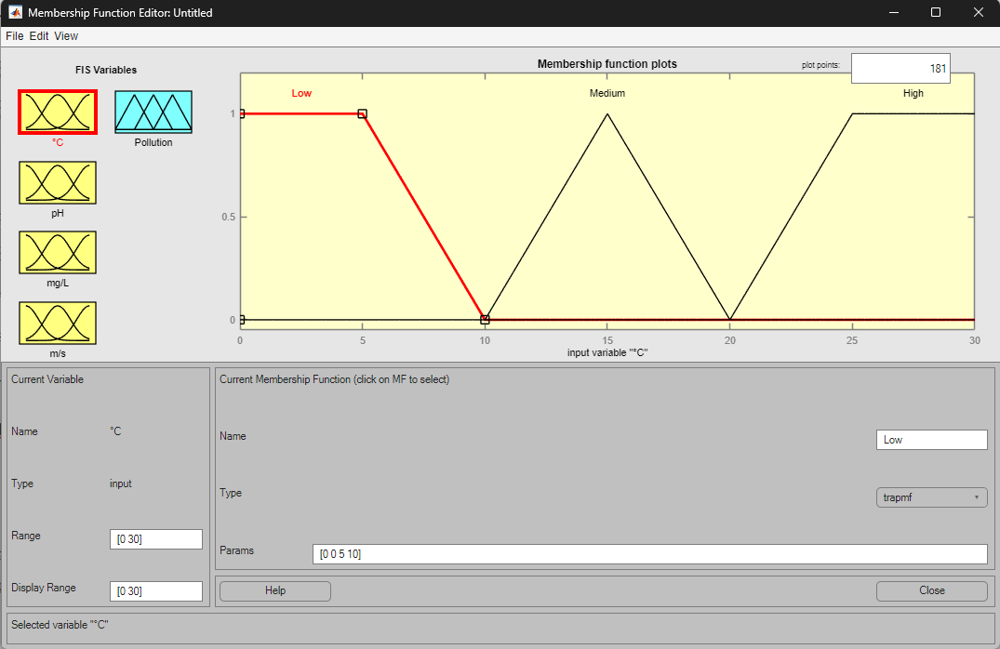 Membership Function Editor: Untitled
File Edit View
FIS Variables
°C
Pollution
pH
mg/L
m/s
Membership function plots
plot points:
181
Low
Medium
High
1
0.5
0
0 5 10 15 20 25 30
input variable "°C"
Current Variable
Name °C
Type input
Range [0 30]
Display Range [0 30]
Current Membership Function (click on MF to select)
Name Low
Type trapmf
Params [0 0 5 10]
Help Close
Selected variable "°C"